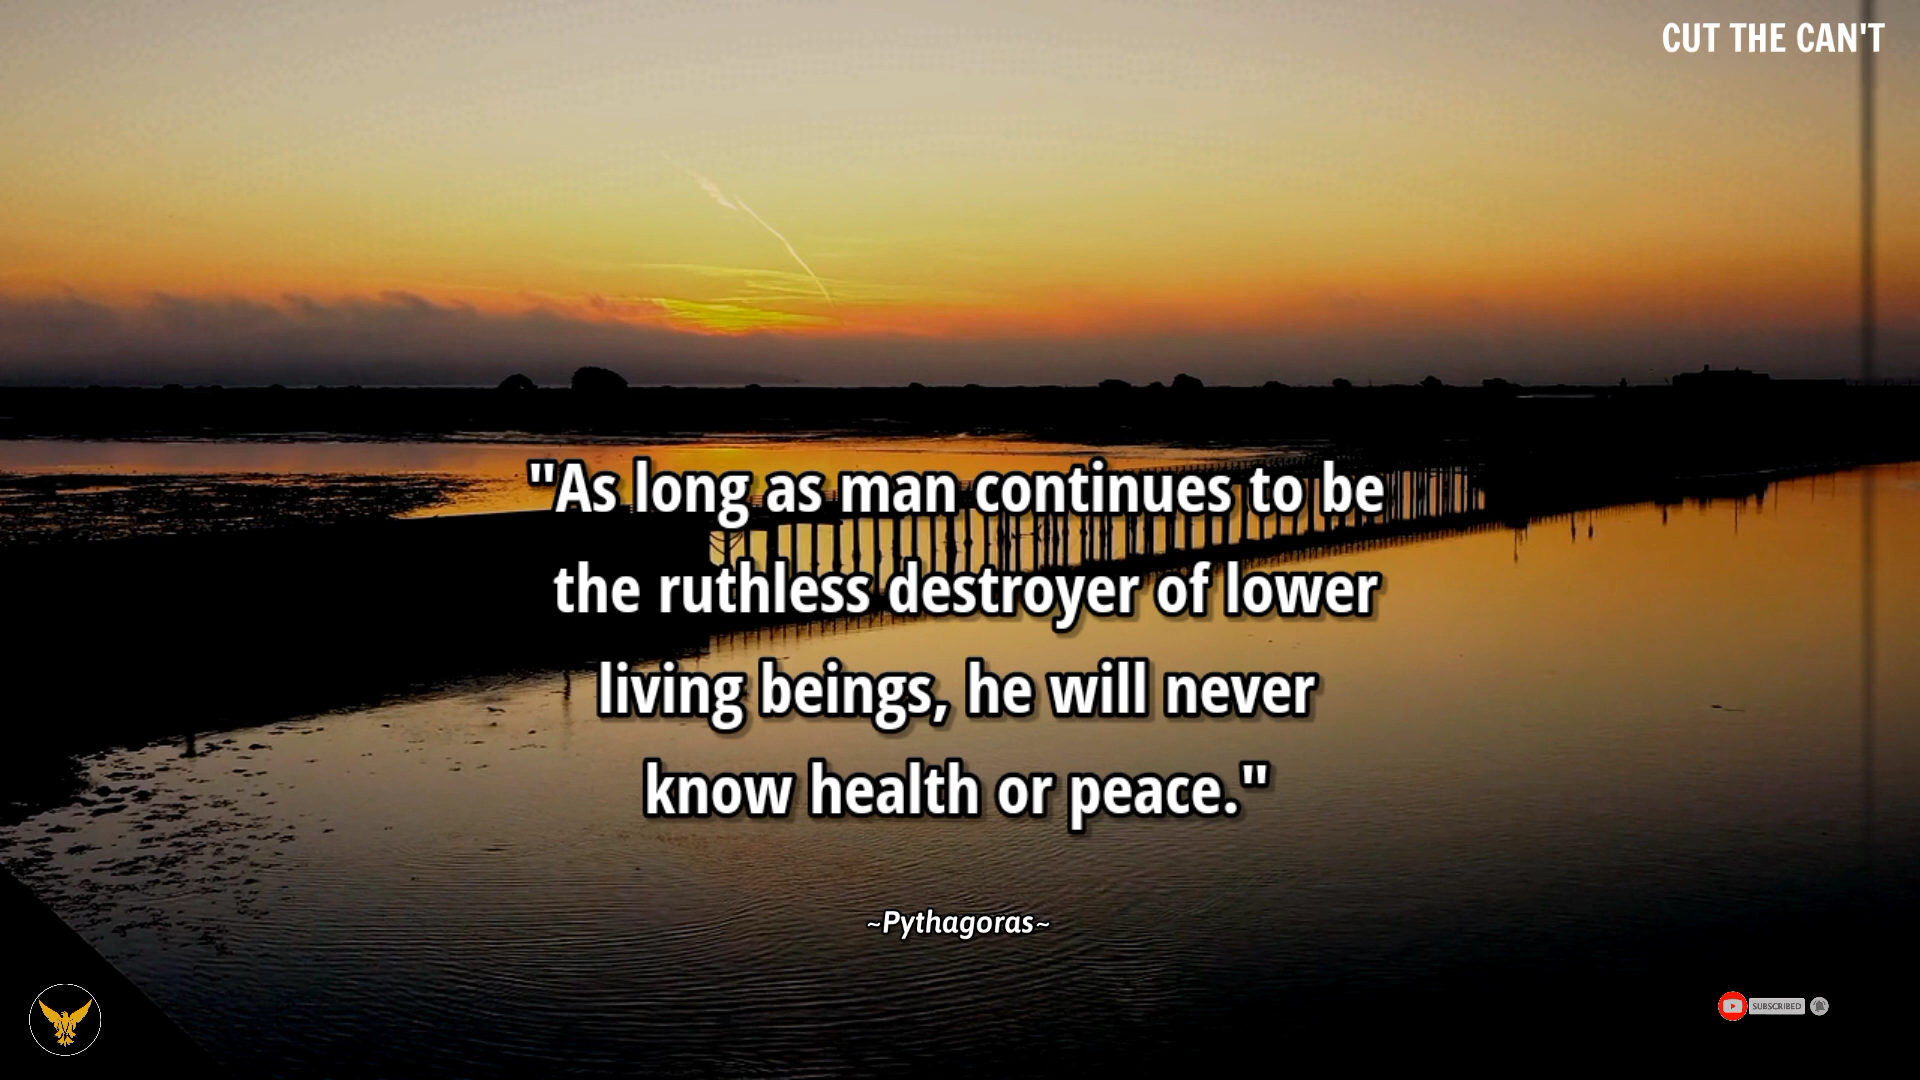 CUT THE CAN'T
"As long as man continues to be
the ruthless destroyer of lower
living beings, he will never
know health or peace."
~Pythagoras~
SUBSCRIBED